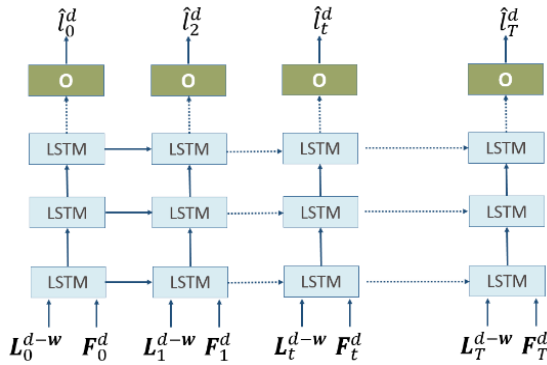 l̂₀ᵈ l̂₂ᵈ l̂ₜᵈ l̂_Tᵈ
O O O O
LSTM LSTM LSTM LSTM
LSTM LSTM LSTM LSTM
LSTM LSTM LSTM LSTM
L₀ᵈ⁻ʷ F₀ᵈ L₁ᵈ⁻ʷ F₁ᵈ Lₜᵈ⁻ʷ Fₜᵈ L_Tᵈ⁻ʷ F_Tᵈ